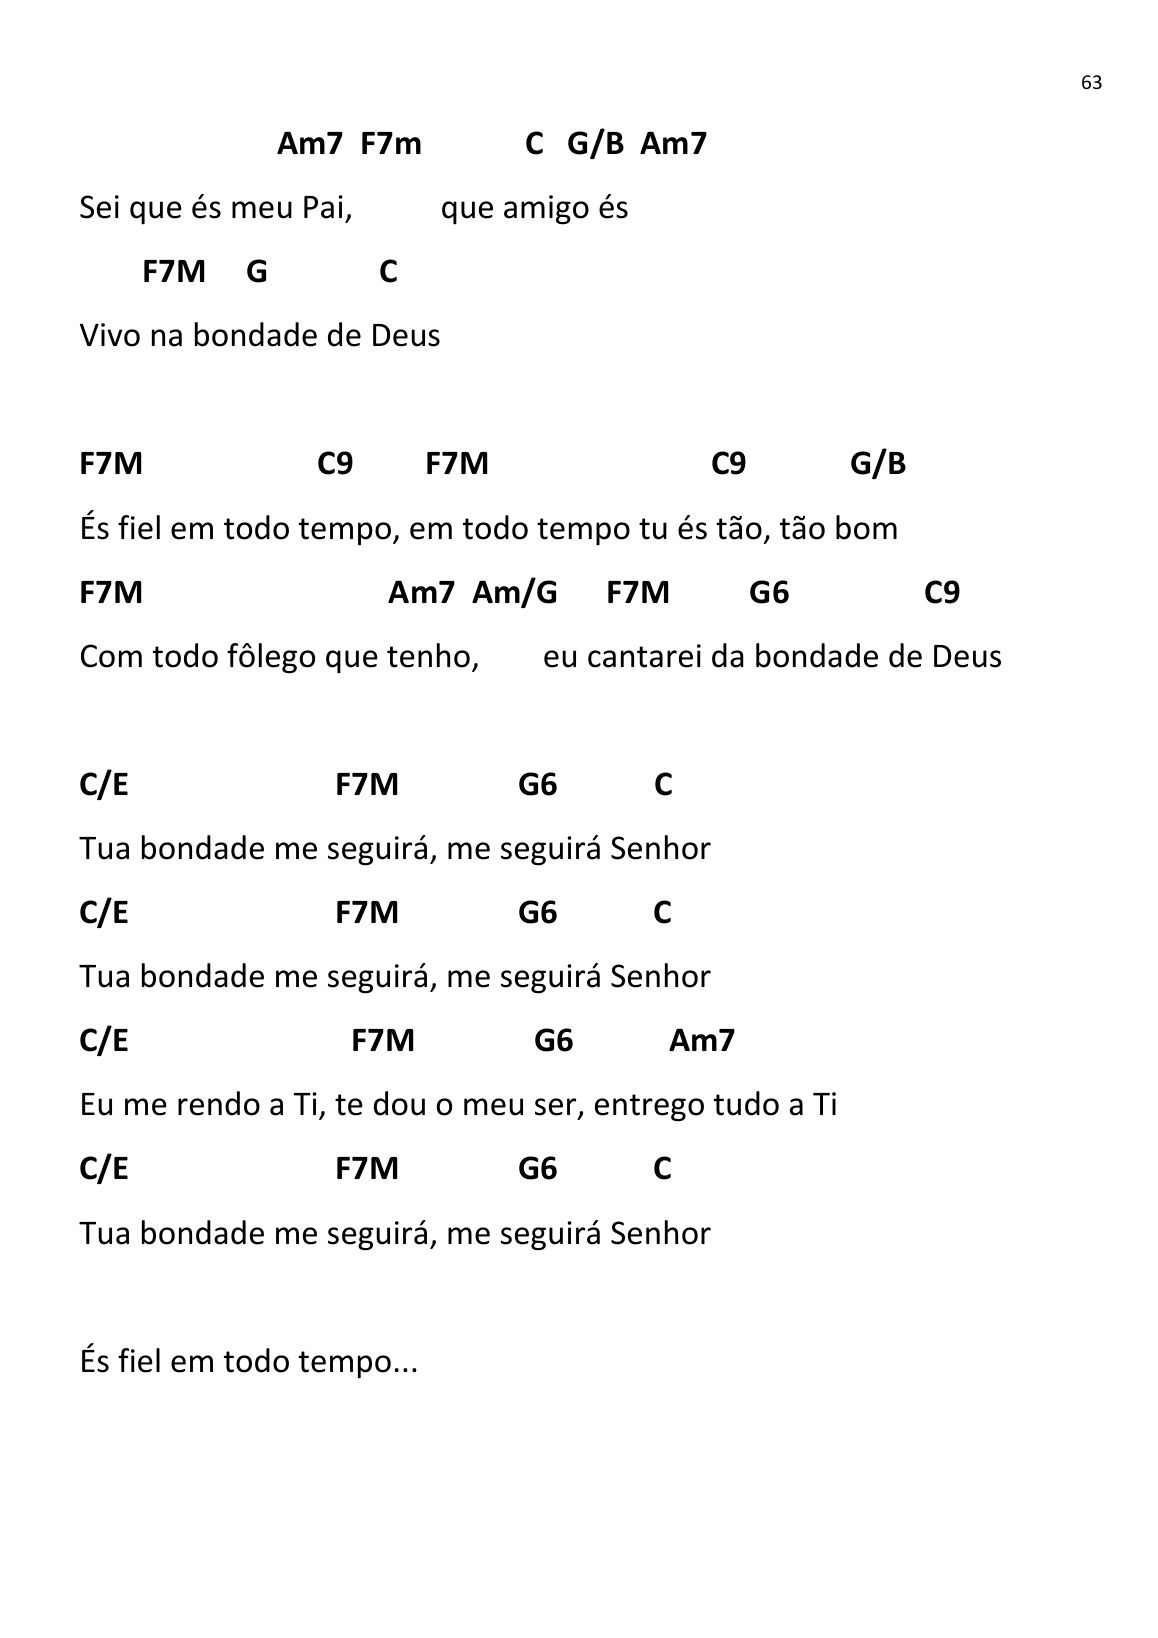 63
Am7 F7m C G/B Am7
Sei que és meu Pai, que amigo és
F7M G C
Vivo na bondade de Deus
F7M C9 F7M C9 G/B
És fiel em todo tempo, em todo tempo tu és tão, tão bom
F7M Am7 Am/G F7M G6 C9
Com todo fôlego que tenho, eu cantarei da bondade de Deus
C/E F7M G6 C
Tua bondade me seguirá, me seguirá Senhor
C/E F7M G6 C
Tua bondade me seguirá, me seguirá Senhor
C/E F7M G6 Am7
Eu me rendo a Ti, te dou o meu ser, entrego tudo a Ti
C/E F7M G6 C
Tua bondade me seguirá, me seguirá Senhor
És fiel em todo tempo...